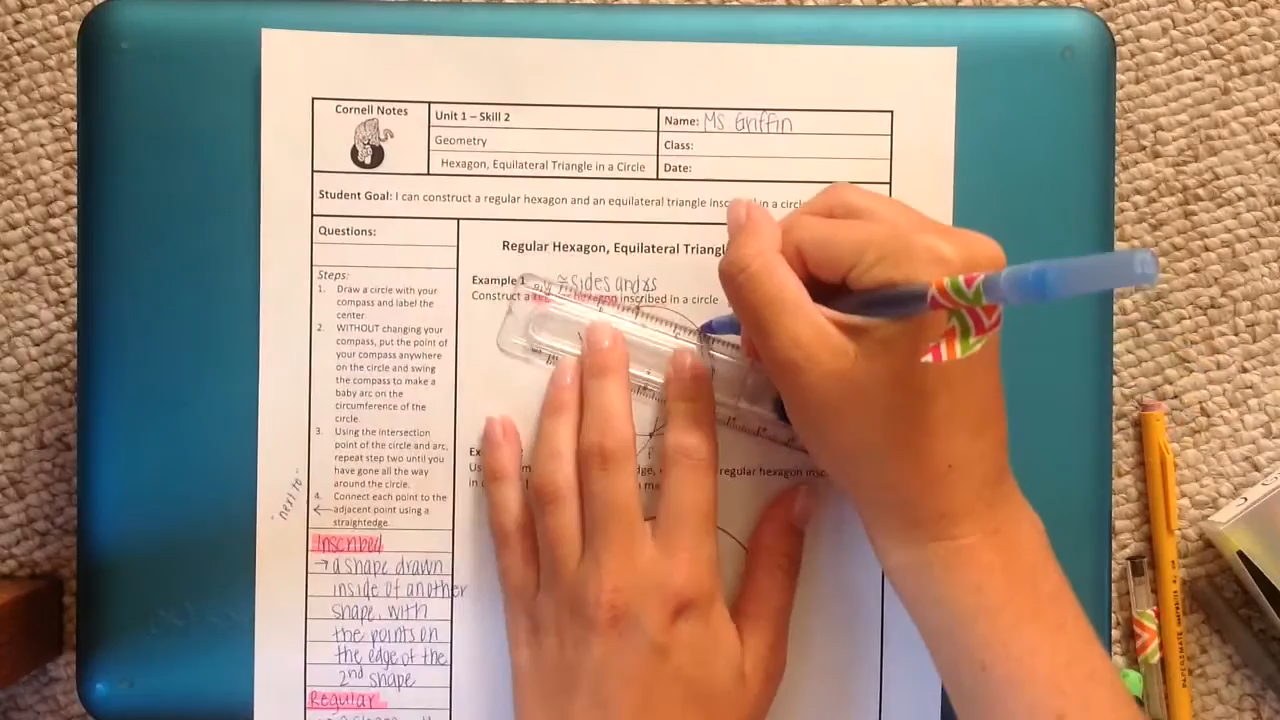 Cornell Notes
Unit 1 – Skill 2
Geometry
Hexagon, Equilateral Triangle in a Circle
Name: Ms Griffin
Class:
Date:
Student Goal: I can construct a regular hexagon and an equilateral triangle in a circle
Questions:
Steps:
1. Draw a circle with your
compass and label the
center
2. WITHOUT changing your
compass, put the point of
your compass anywhere
on the circle and swing
the compass to make a
baby arc on the
circumference of the
circle.
3. Using the intersection
point of the circle and arc,
repeat step two until you
have gone all the way
around the circle.
4. Connect each point to the
adjacent point using a
straightedge.
"next to"
Inscribed
→ a shape drawn
inside of another
shape, with
the points on
the edge of the
2nd shape
Regular
Regular Hexagon, Equilateral
Example 1
≅ sides and ∡s
Construct a inscribed in a circle
regular hexagon
in
PAPERMATE